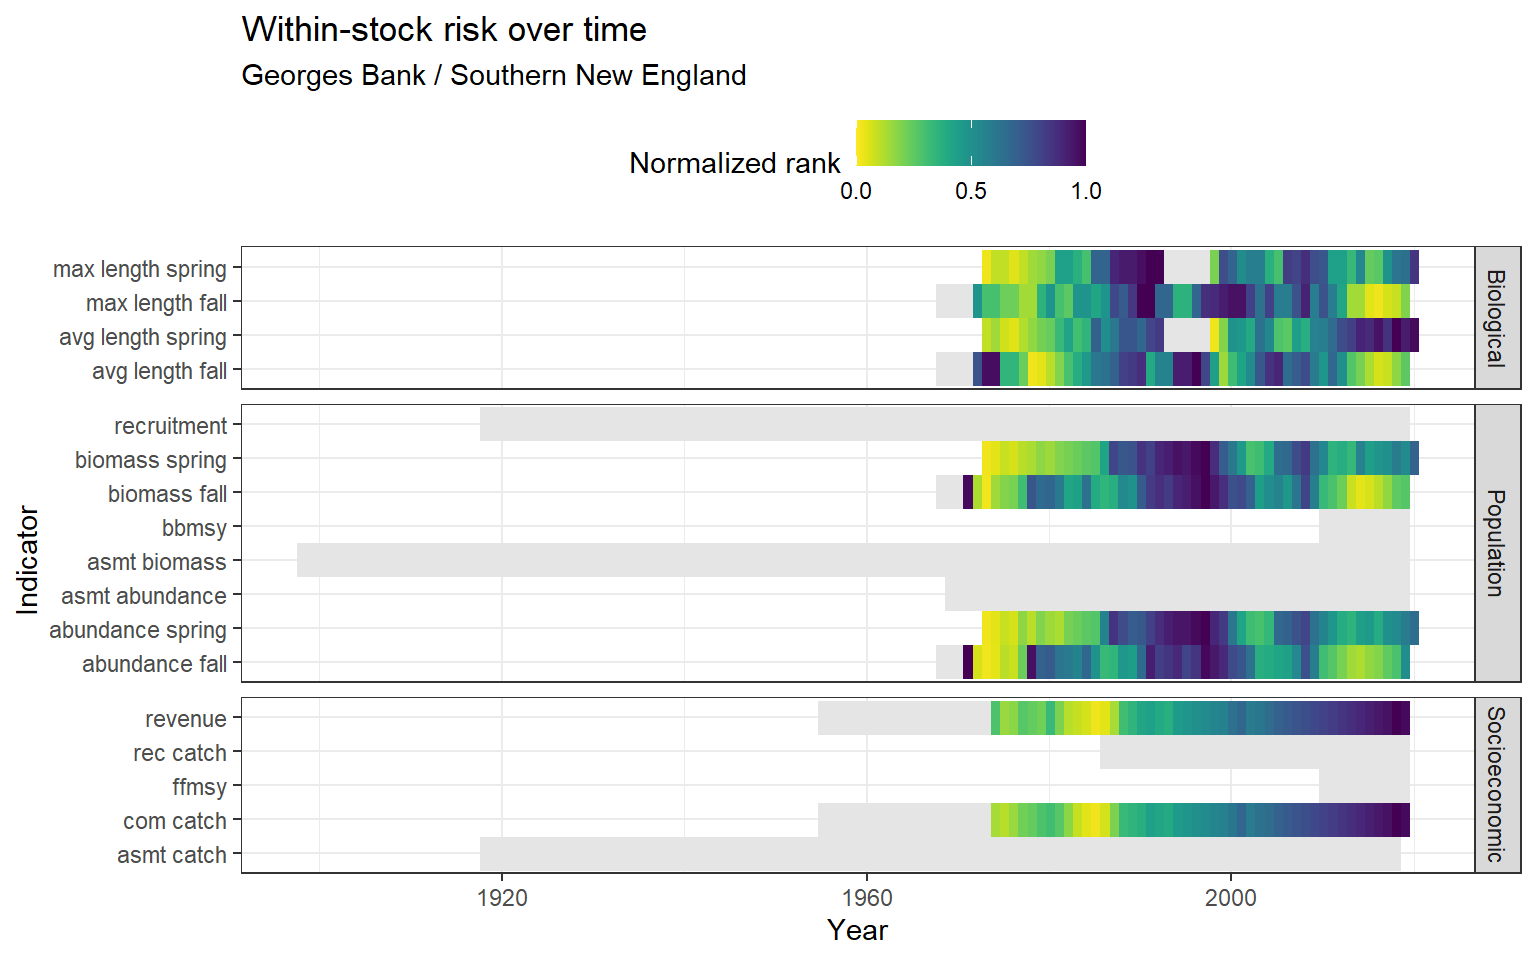 Within-stock risk over time
Georges Bank / Southern New England
Normalized rank
0.0 0.5 1.0
max length spring
max length fall
avg length spring
avg length fall
Biological
recruitment
biomass spring
biomass fall
bbmsy
asmt biomass
asmt abundance
abundance spring
abundance fall
Population
revenue
rec catch
ffmsy
com catch
asmt catch
Socioeconomic
Indicator
1920 1960 2000
Year